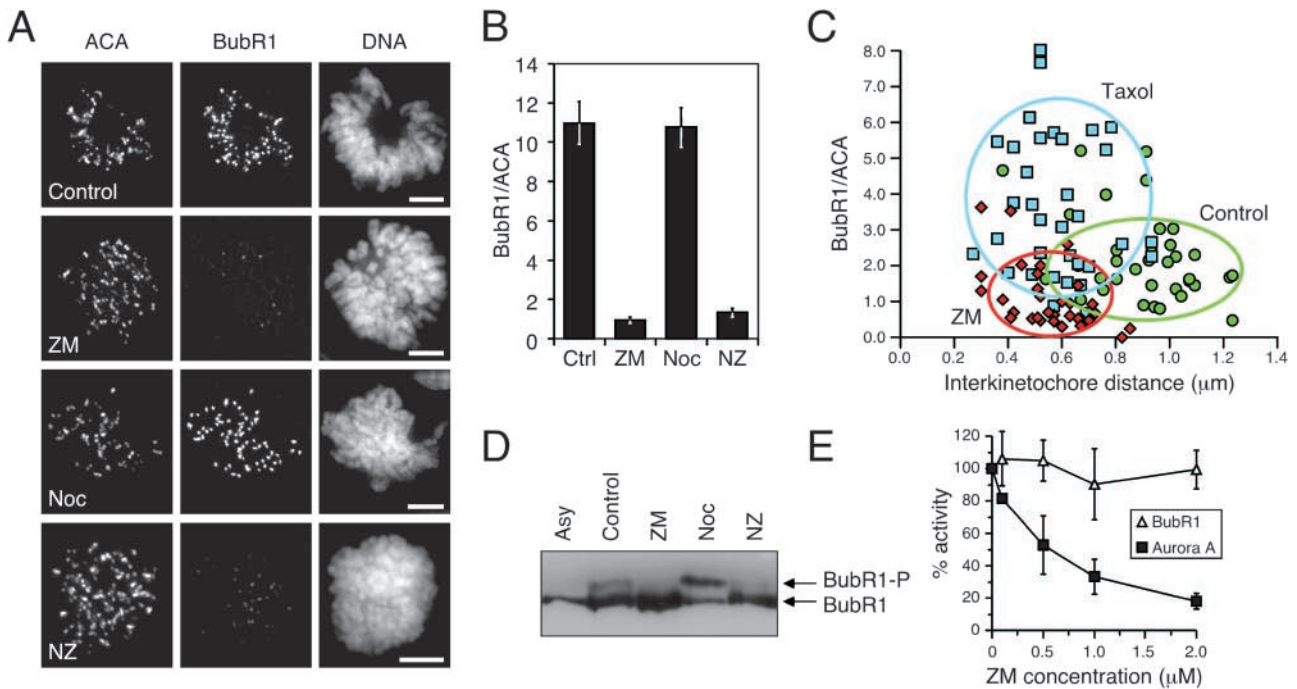 A
ACA BubR1 DNA
Control
ZM
Noc
NZ
B
BubR1/ACA
14
12
10
8
6
4
2
0
Ctrl ZM Noc NZ
C
BubR1/ACA
8.0
7.0
6.0
5.0
4.0
3.0
2.0
1.0
0.0
Taxol
Control
ZM
0.0 0.2 0.4 0.6 0.8 1.0 1.2 1.4
Interkinetochore distance (μm)
D
Asy Control ZM Noc NZ
BubR1-P
BubR1
E
% activity
120
100
80
60
40
20
0
BubR1
Aurora A
0 0.5 1.0 1.5 2.0
ZM concentration (μM)